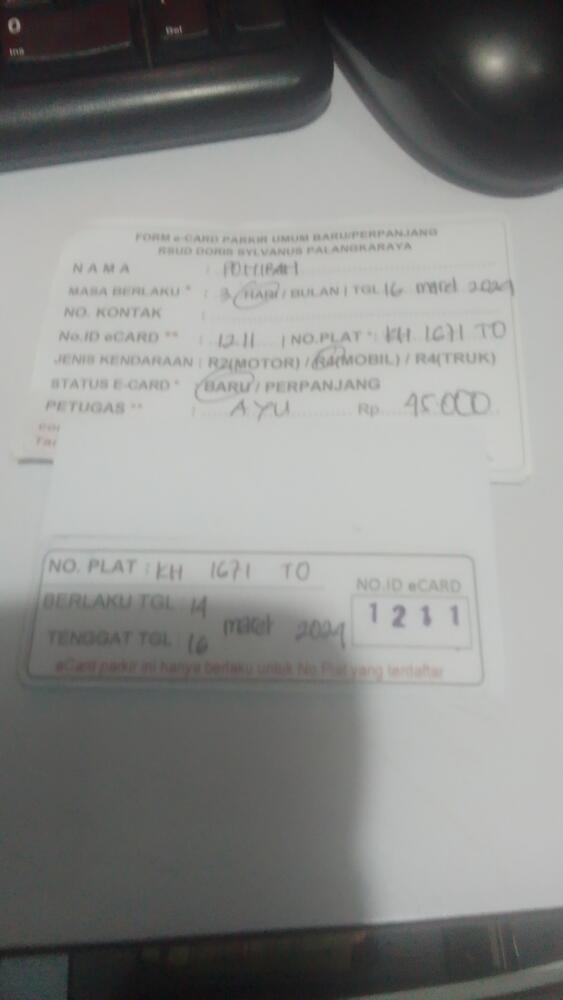 0
Ins
Del
FORM e-CARD PARKIR UMUM BARU/PERPANJANG
RSUD DORIS SYLVANUS PALANGKARAYA
NAMA :
MASA BERLAKU * : 3 HARI / BULAN | TGL 16 maret 2024
NO. KONTAK :
No.ID eCARD ** : 1211 | NO.PLAT * : KH 1671 TO
JENIS KENDARAAN : R2(MOTOR) / R4(MOBIL) / R4(TRUK)
STATUS E-CARD * : BARU / PERPANJANG
PETUGAS ** : AYU Rp. 45.000
NO. PLAT : KH 1671 TO
NO.ID eCARD
BERLAKU TGL : 14
1211
TENGGAT TGL : 16 maret 2024
eCard parkir ini hanya berlaku untuk No Plat yang terdaftar